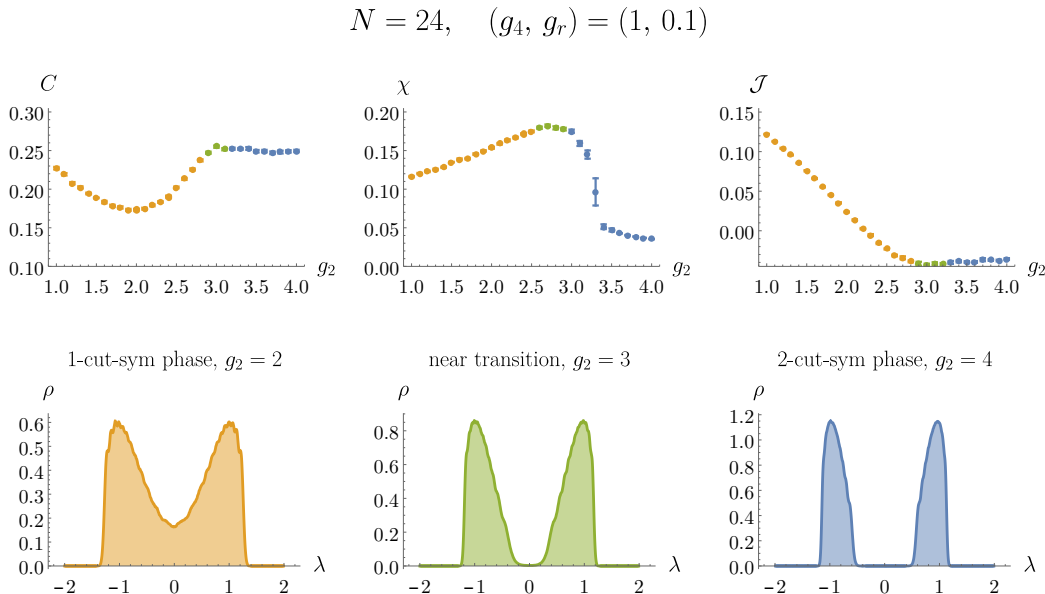 N = 24, (g₄, g_r) = (1, 0.1)
C
0.30
0.25
0.20
0.15
0.10
1.0 1.5 2.0 2.5 3.0 3.5 4.0
g₂
χ
0.20
0.15
0.10
0.00
1.0 1.5 2.0 2.5 3.0 3.5 4.0
g₂
𝒥
0.15
0.10
0.05
0.00
1.0 1.5 2.0 2.5 3.0 3.5 4.0
g₂
1-cut-sym phase, g₂ = 2
ρ
0.6
0.5
0.4
0.3
0.2
0.1
0.0
−2 −1 0 1 2
λ
near transition, g₂ = 3
ρ
0.8
0.6
0.4
0.2
0.0
−2 −1 0 1 2
λ
2-cut-sym phase, g₂ = 4
ρ
1.2
1.0
0.8
0.6
0.4
0.2
0.0
−2 −1 0 1 2
λ